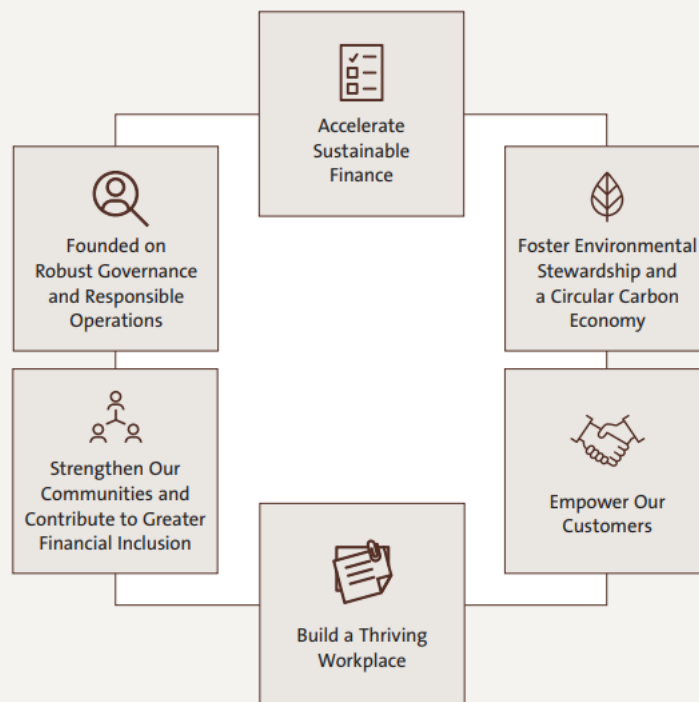 Accelerate
Sustainable
Finance
Founded on
Robust Governance
and Responsible
Operations
Foster Environmental
Stewardship and
a Circular Carbon
Economy
Strengthen Our
Communities and
Contribute to Greater
Financial Inclusion
Empower Our
Customers
Build a Thriving
Workplace